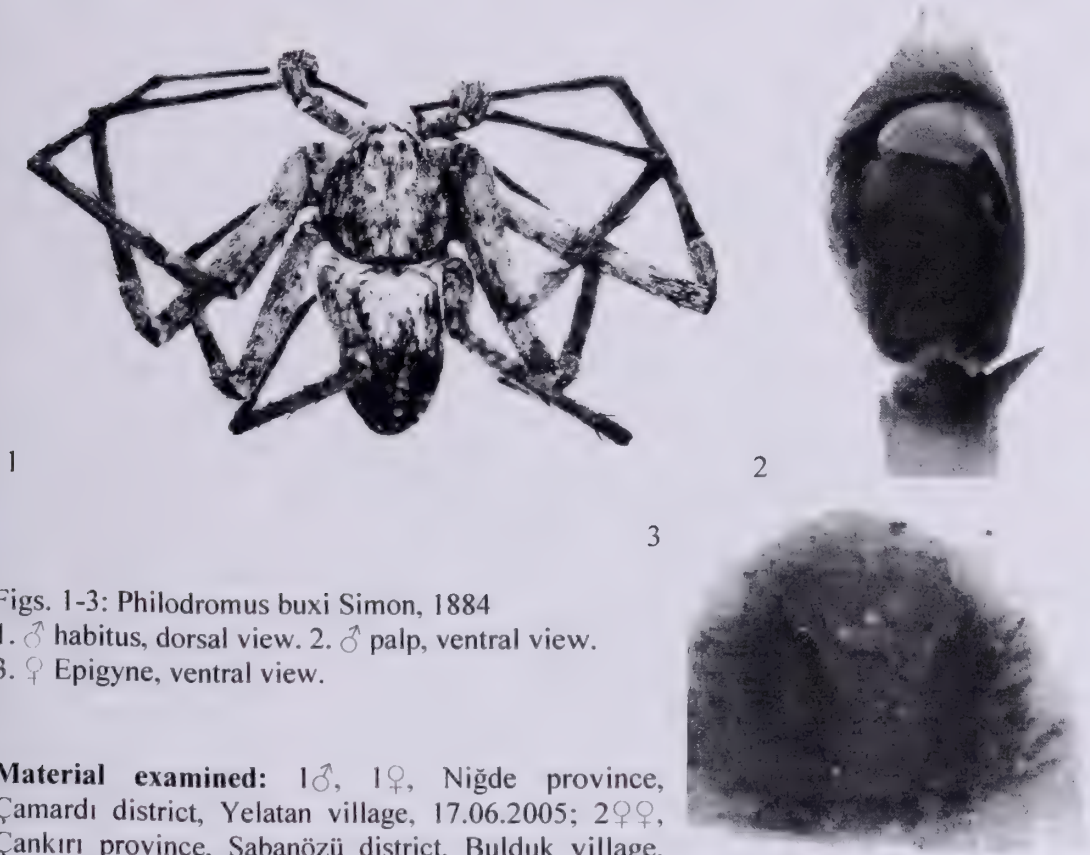 1
2
3
Figs. 1-3: Philodromus buxi Simon, 1884
1. ♂ habitus, dorsal view. 2. ♂ palp, ventral view.
3. ♀ Epigyne, ventral view.
Material examined: 1♂, 1♀, Niğde province,
Çamardı district, Yelatan village, 17.06.2005; 2♀♀,
Çankırı province, Şabanözü district, Bulduk village,